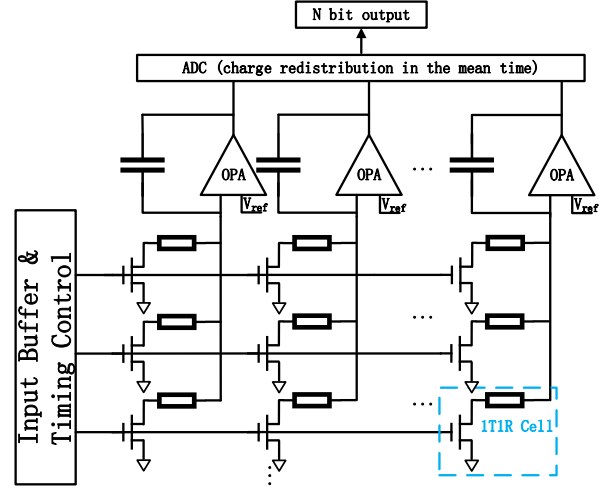 N bit output
ADC (charge redistribution in the mean time)
OPA
OPA
...
OPA
Vref
Vref
Vref
Input Buffer &
Timing Control
...
...
1T1R Cell
...